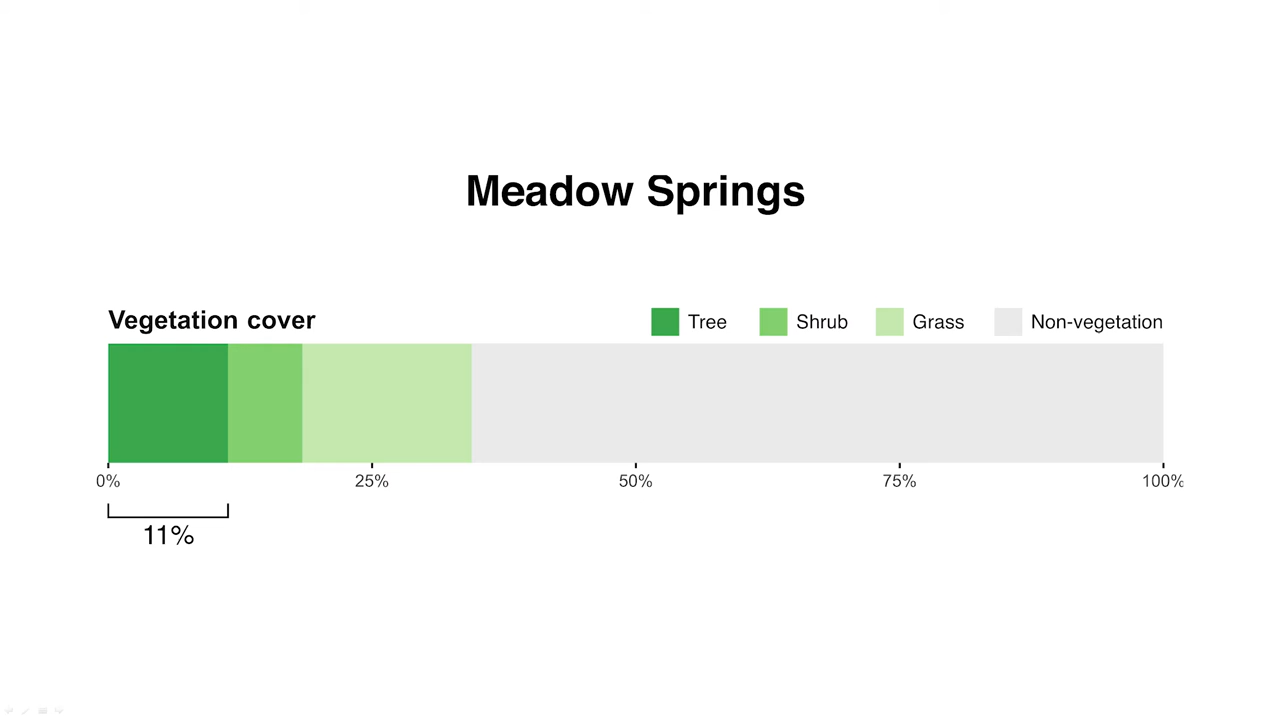 Meadow Springs
Vegetation cover
Tree Shrub Grass Non-vegetation
0% 25% 50% 75% 100%
11%